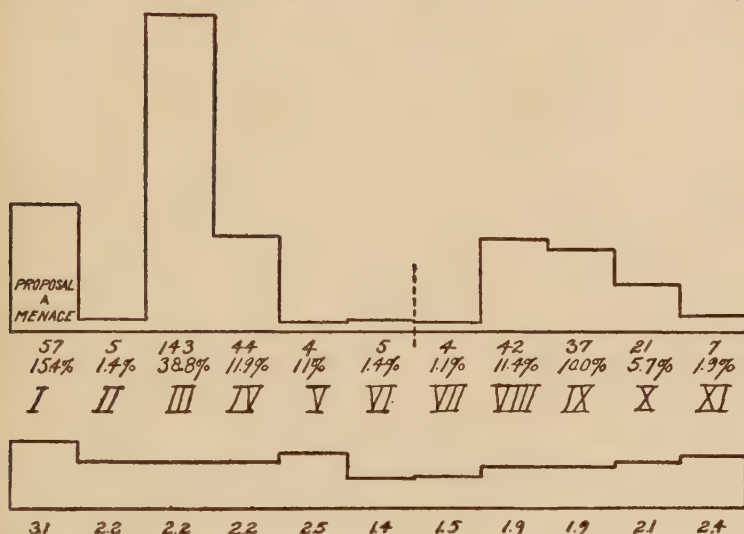 PROPOSAL
A
MENACE
57 5 143 44 4 5 4 42 37 21 7
15.4% 1.4% 38.8% 11.9% 1.1% 1.4% 1.1% 11.4% 10.0% 5.7% 1.9%
I II III IV V VI VII VIII IX X XI
3.1 2.2 2.2 2.2 2.5 1.4 1.5 1.9 1.9 2.1 2.4